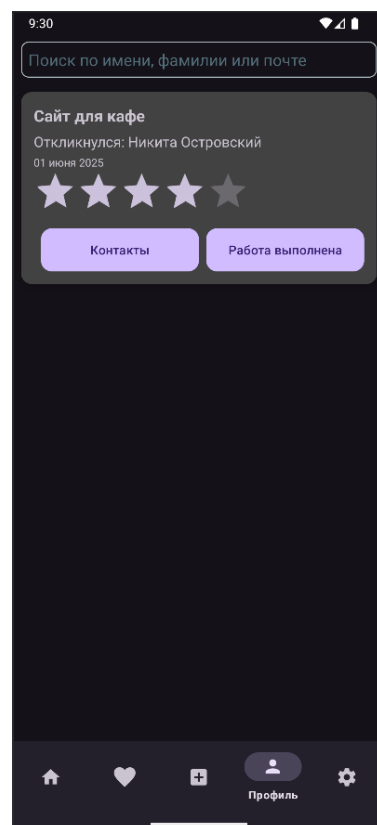 9:30
Поиск по имени, фамилии или почте
Сайт для кафе
Откликнулся: Никита Островский
01 июня 2025
Контакты
Работа выполнена
Профиль